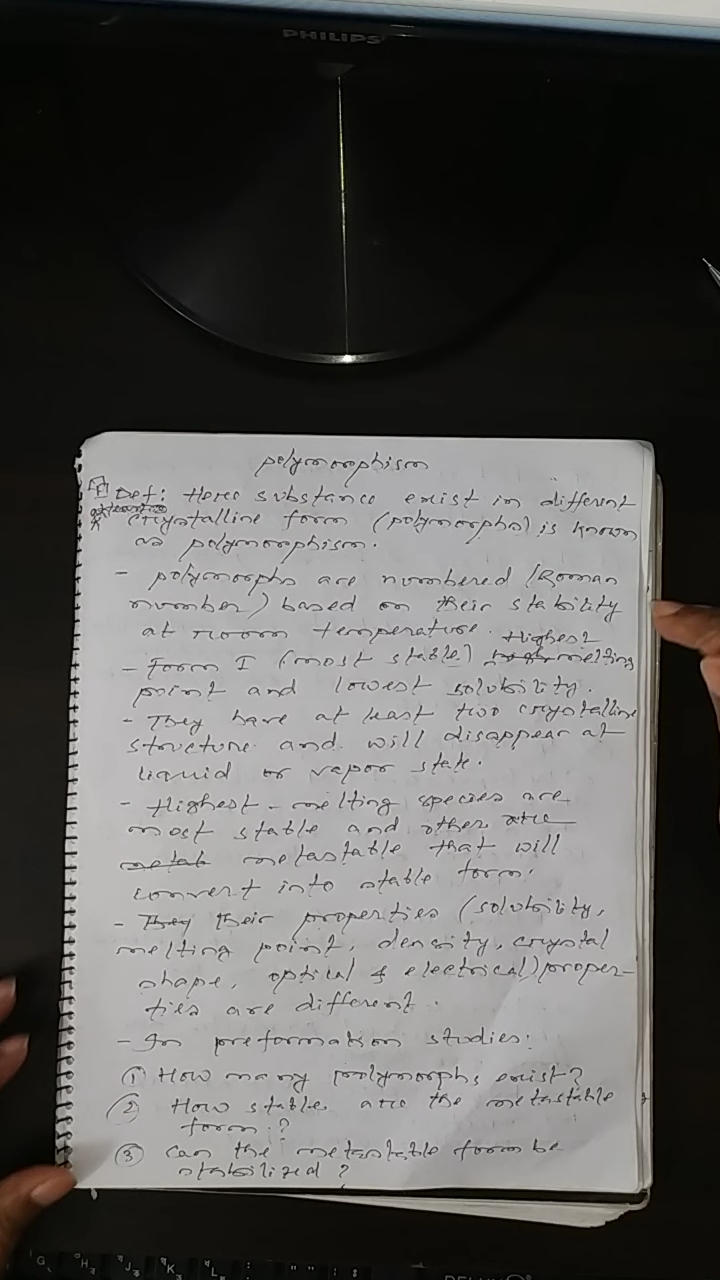 PHILIPS
polymorphism
Def: Here substance exist in different
crystalline form (polymorphs) is known
as polymorphism.
- polymorphs are numbered (Roman
number) based on their stability
at room temperature.
- Form I (most stable) Highest melting
point and lowest solubility.
- They have at least two crystalline
structure and will disappear at
liquid or vapor state.
- Highest-melting species are
most stable and other are
metastable that will
convert into stable form.
- Their properties (solubility,
melting point, density, crystal
shape, optical & electrical) proper-
ties are different.
- In preformation studies:
① How many polymorphs exist?
② How stable are the metastable
form?
③ Can the metastable form be
stabilized?
G H J K L